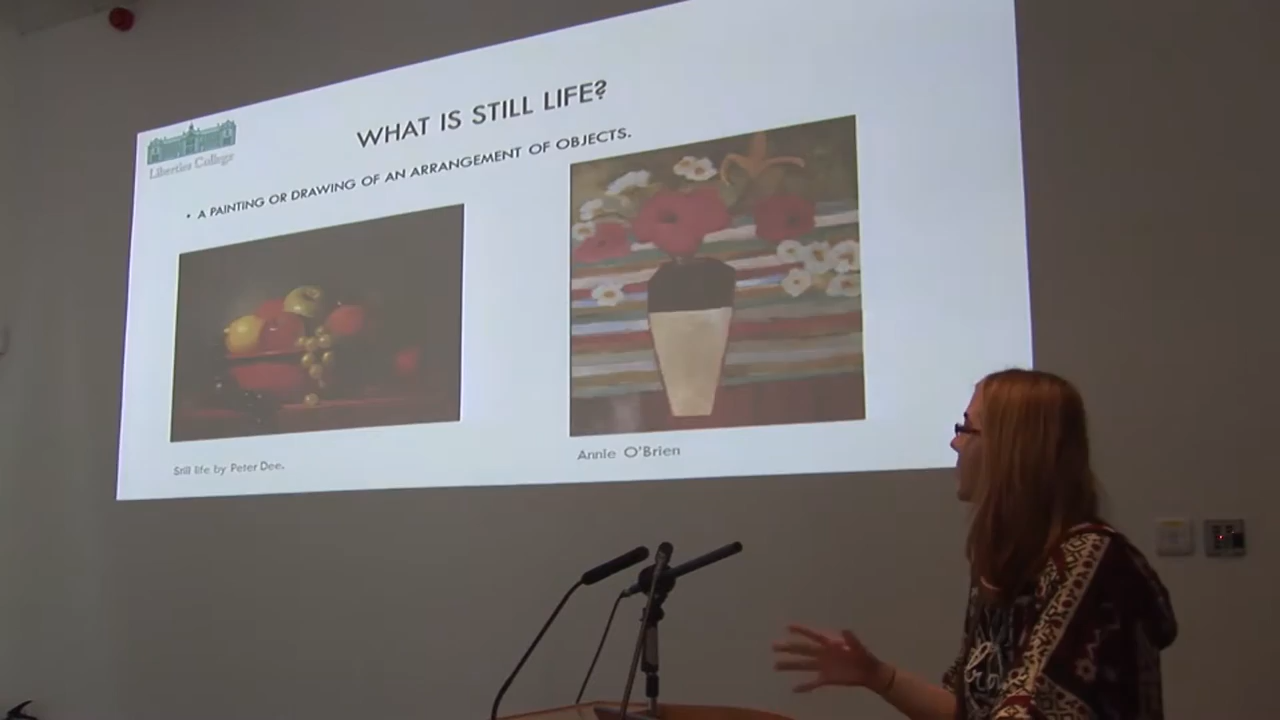 WHAT IS STILL LIFE?
Liberties College
• A PAINTING OR DRAWING OF AN ARRANGEMENT OF OBJECTS.
Still life by Peter Dee.
Annie O'Brien